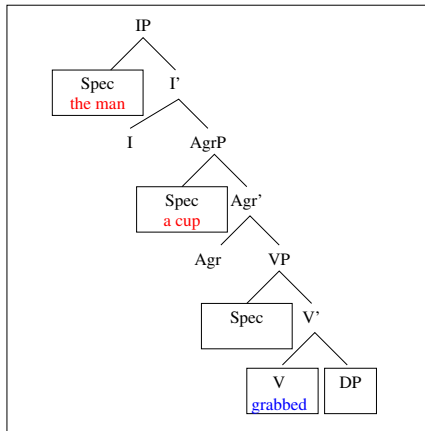 IP
Spec I’
the man
I AgrP
Spec Agr’
a cup
Agr VP
Spec V’
V DP
grabbed